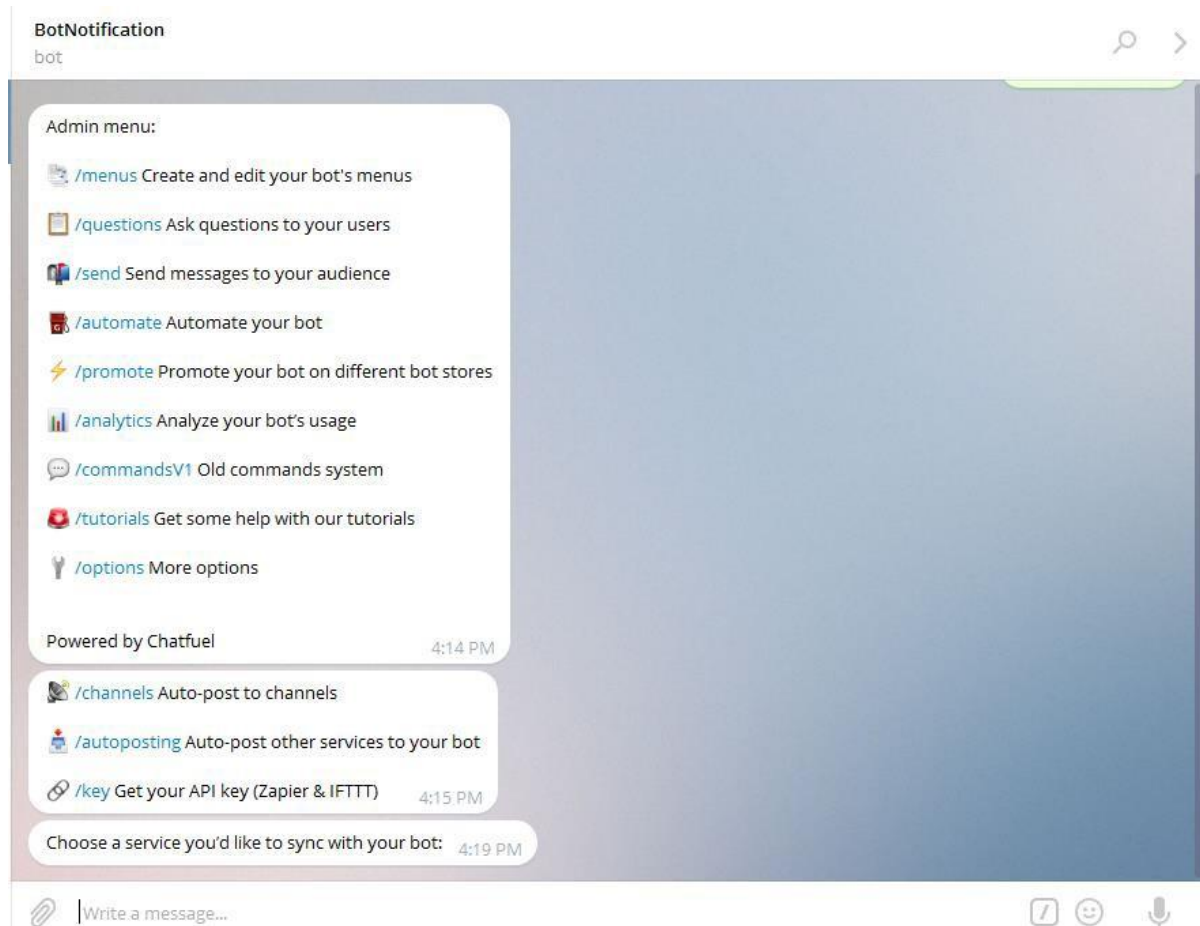 BotNotification
bot
Admin menu:
/menus Create and edit your bot's menus
/questions Ask questions to your users
/send Send messages to your audience
/automate Automate your bot
/promote Promote your bot on different bot stores
/analytics Analyze your bot’s usage
/commandsV1 Old commands system
/tutorials Get some help with our tutorials
/options More options
Powered by Chatfuel 4:14 PM
/channels Auto-post to channels
/autoposting Auto-post other services to your bot
/key Get your API key (Zapier & IFTTT) 4:15 PM
Choose a service you’d like to sync with your bot: 4:19 PM
Write a message...